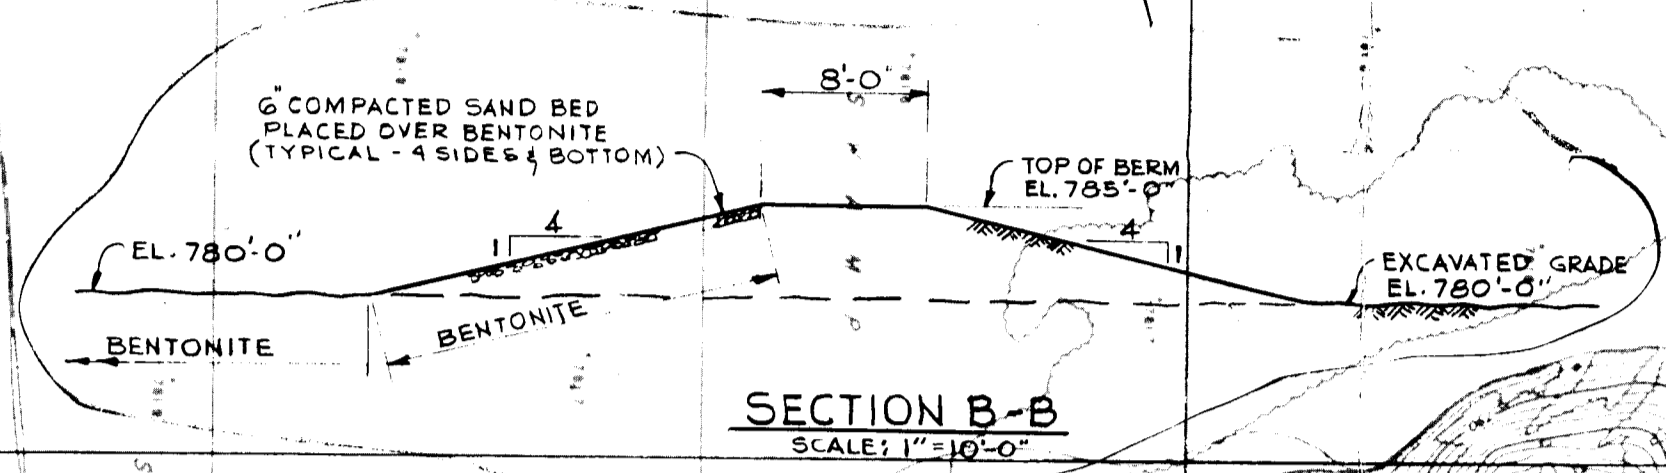 8'-0"
6" COMPACTED SAND BED
PLACED OVER BENTONITE
(TYPICAL - 4 SIDES & BOTTOM)
TOP OF BERM
EL. 785'-0"
4
1
4
1
EL. 780'-0"
EXCAVATED GRADE
EL. 780'-0"
BENTONITE
BENTONITE
SECTION B-B
SCALE: 1"=10'-0"